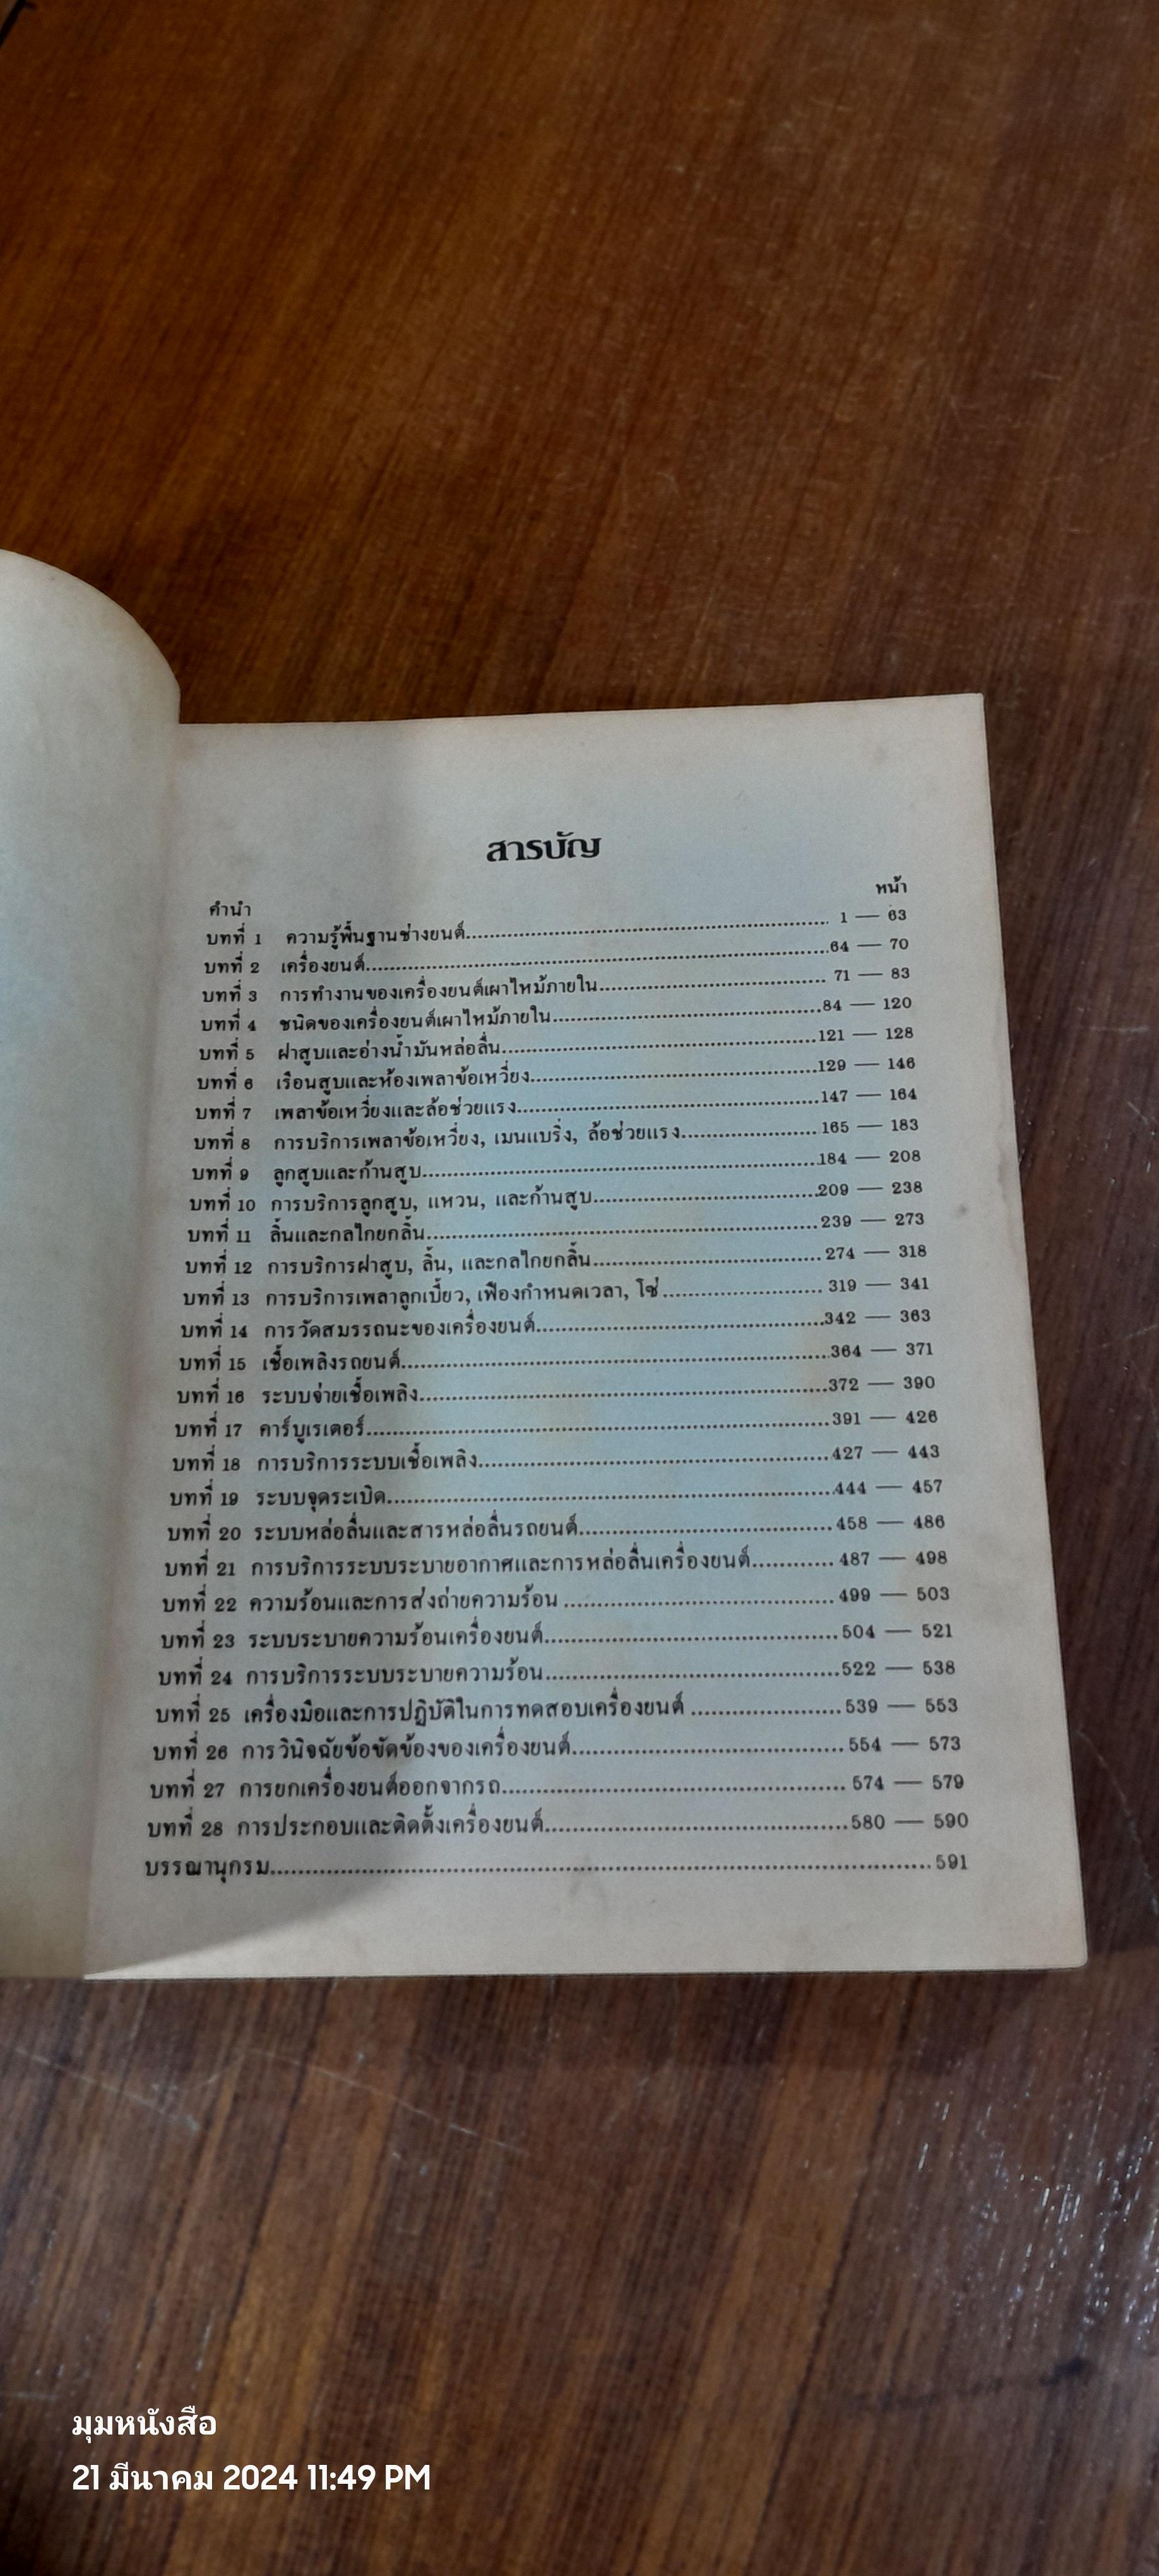 สารบัญ
หน้า
คำนำ
บทที่ 1 ความรู้พื้นฐานช่างยนต์........................................ 1 — 63
บทที่ 2 เครื่องยนต์........................................64 — 70
บทที่ 3 การทำงานของเครื่องยนต์เผาไหม้ภายใน........................................ 71 — 83
บทที่ 4 ชนิดของเครื่องยนต์เผาไหม้ภายใน........................................84 — 120
บทที่ 5 ฝาสูบและอ่างน้ำมันหล่อลื่น........................................121 — 128
บทที่ 6 เรือนสูบและห้องเพลาข้อเหวี่ยง........................................129 — 146
บทที่ 7 เพลาข้อเหวี่ยงและล้อช่วยแรง........................................147 — 164
บทที่ 8 การบริการเพลาข้อเหวี่ยง, เมนแบริ่ง, ล้อช่วยแรง........................165 — 183
บทที่ 9 ลูกสูบและก้านสูบ........................................184 — 208
บทที่ 10 การบริการลูกสูบ, แหวน, และก้านสูบ........................................209 — 238
บทที่ 11 ลิ้นและกลไกยกลิ้น........................................239 — 273
บทที่ 12 การบริการฝาสูบ, ลิ้น, และกลไกยกลิ้น........................................ 274 — 318
บทที่ 13 การบริการเพลาลูกเบี้ยว, เฟืองกำหนดเวลา, โซ่........................... 319 — 341
บทที่ 14 การวัดสมรรถนะของเครื่องยนต์........................................342 — 363
บทที่ 15 เชื้อเพลิงรถยนต์........................................364 — 371
บทที่ 16 ระบบจ่ายเชื้อเพลิง........................................372 — 390
บทที่ 17 คาร์บูเรเตอร์........................................391 — 426
บทที่ 18 การบริการระบบเชื้อเพลิง........................................427 — 443
บทที่ 19 ระบบจุดระเบิด........................................444 — 457
บทที่ 20 ระบบหล่อลื่นและสารหล่อลื่นรถยนต์........................................458 — 486
บทที่ 21 การบริการระบบระบายอากาศและการหล่อลื่นเครื่องยนต์............ 487 — 498
บทที่ 22 ความร้อนและการส่งถ่ายความร้อน ........................................ 499 — 503
บทที่ 23 ระบบระบายความร้อนเครื่องยนต์........................................504 — 521
บทที่ 24 การบริการระบบระบายความร้อน........................................522 — 538
บทที่ 25 เครื่องมือและการปฏิบัติในการทดสอบเครื่องยนต์ ......................539 — 553
บทที่ 26 การวินิจฉัยข้อขัดข้องของเครื่องยนต์........................................ 554 — 573
บทที่ 27 การยกเครื่องยนต์ออกจากรถ........................................ 574 — 579
บทที่ 28 การประกอบและติดตั้งเครื่องยนต์........................................580 — 590
บรรณานุกรม........................................591
มุมหนังสือ
21 มีนาคม 2024 11:49 PM